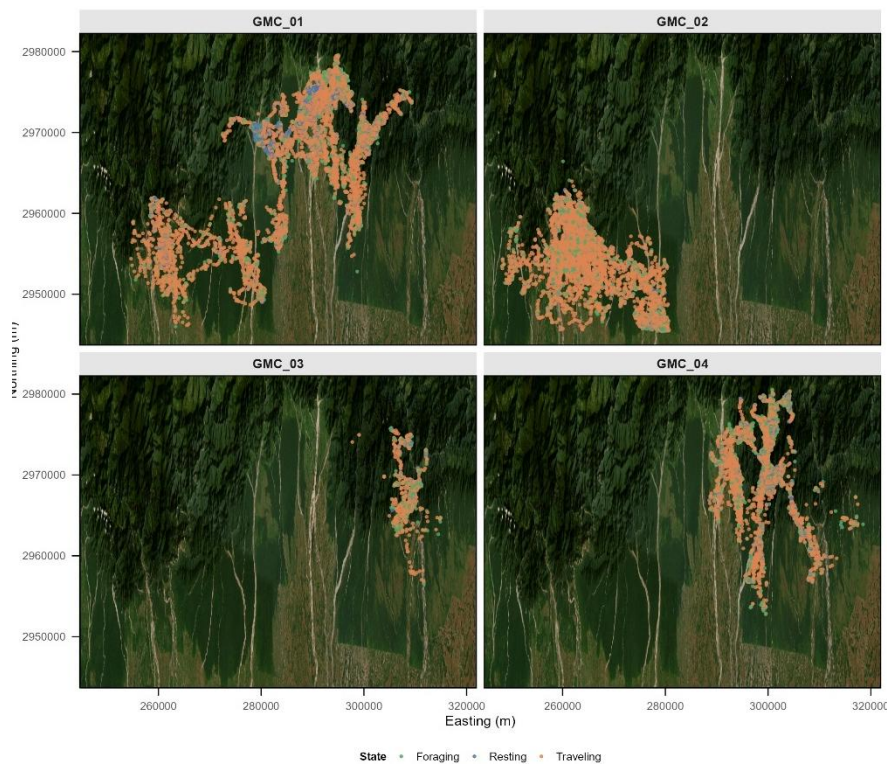 GMC_01 GMC_02
2980000
2970000
2960000
2950000
Northing (m)
GMC_03 GMC_04
2980000
2970000
2960000
2950000
260000 280000 300000 320000 260000 280000 300000 320000
Easting (m)
State Foraging Resting Traveling